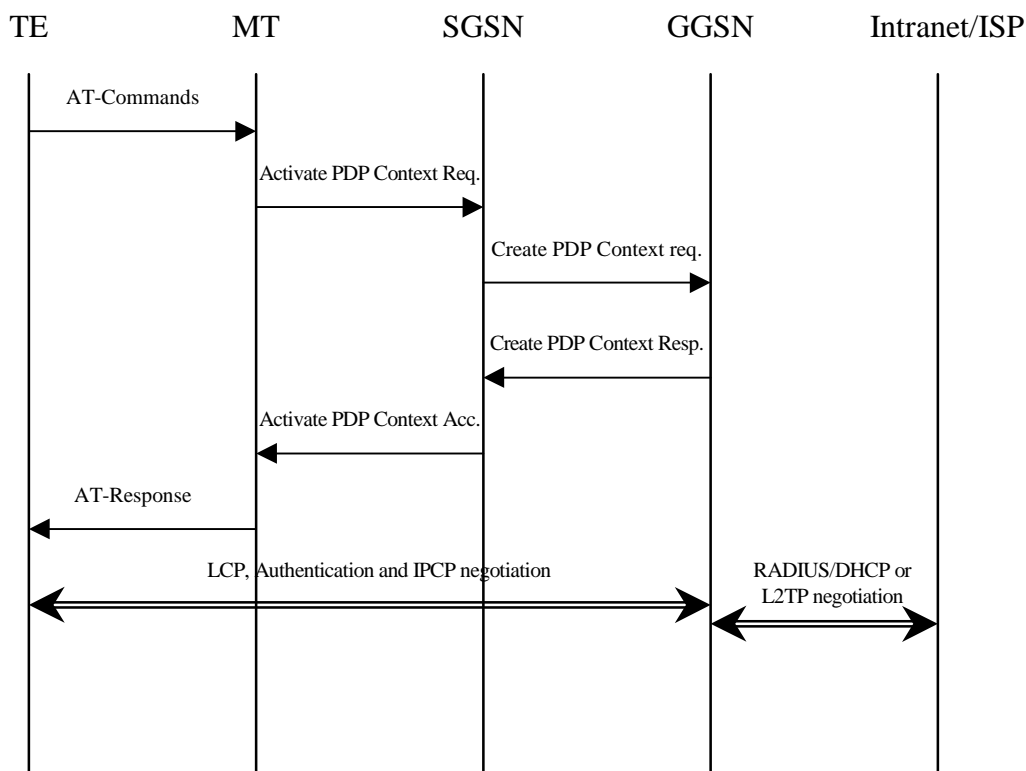 TE
MT
SGSN
GGSN
Intranet/ISP
AT-Commands
Activate PDP Context Req.
Create PDP Context req.
Create PDP Context Resp.
Activate PDP Context Acc.
AT-Response
LCP, Authentication and IPCP negotiation
RADIUS/DHCP or
L2TP negotiation